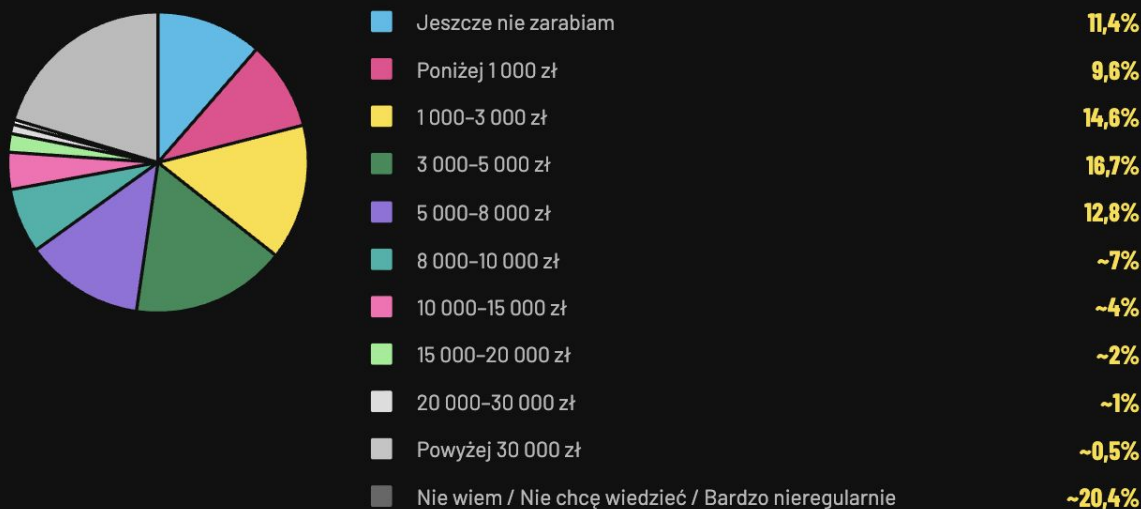 Jeszcze nie zarabiam 11,4%
Poniżej 1 000 zł 9,6%
1 000–3 000 zł 14,6%
3 000–5 000 zł 16,7%
5 000–8 000 zł 12,8%
8 000–10 000 zł ~7%
10 000–15 000 zł ~4%
15 000–20 000 zł ~2%
20 000–30 000 zł ~1%
Powyżej 30 000 zł ~0,5%
Nie wiem / Nie chcę wiedzieć / Bardzo nieregularnie ~20,4%